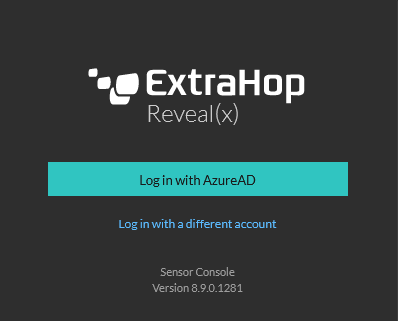 ExtraHop
Reveal(x)
Log in with AzureAD
Log in with a different account
Sensor Console
Version 8.9.0.1281